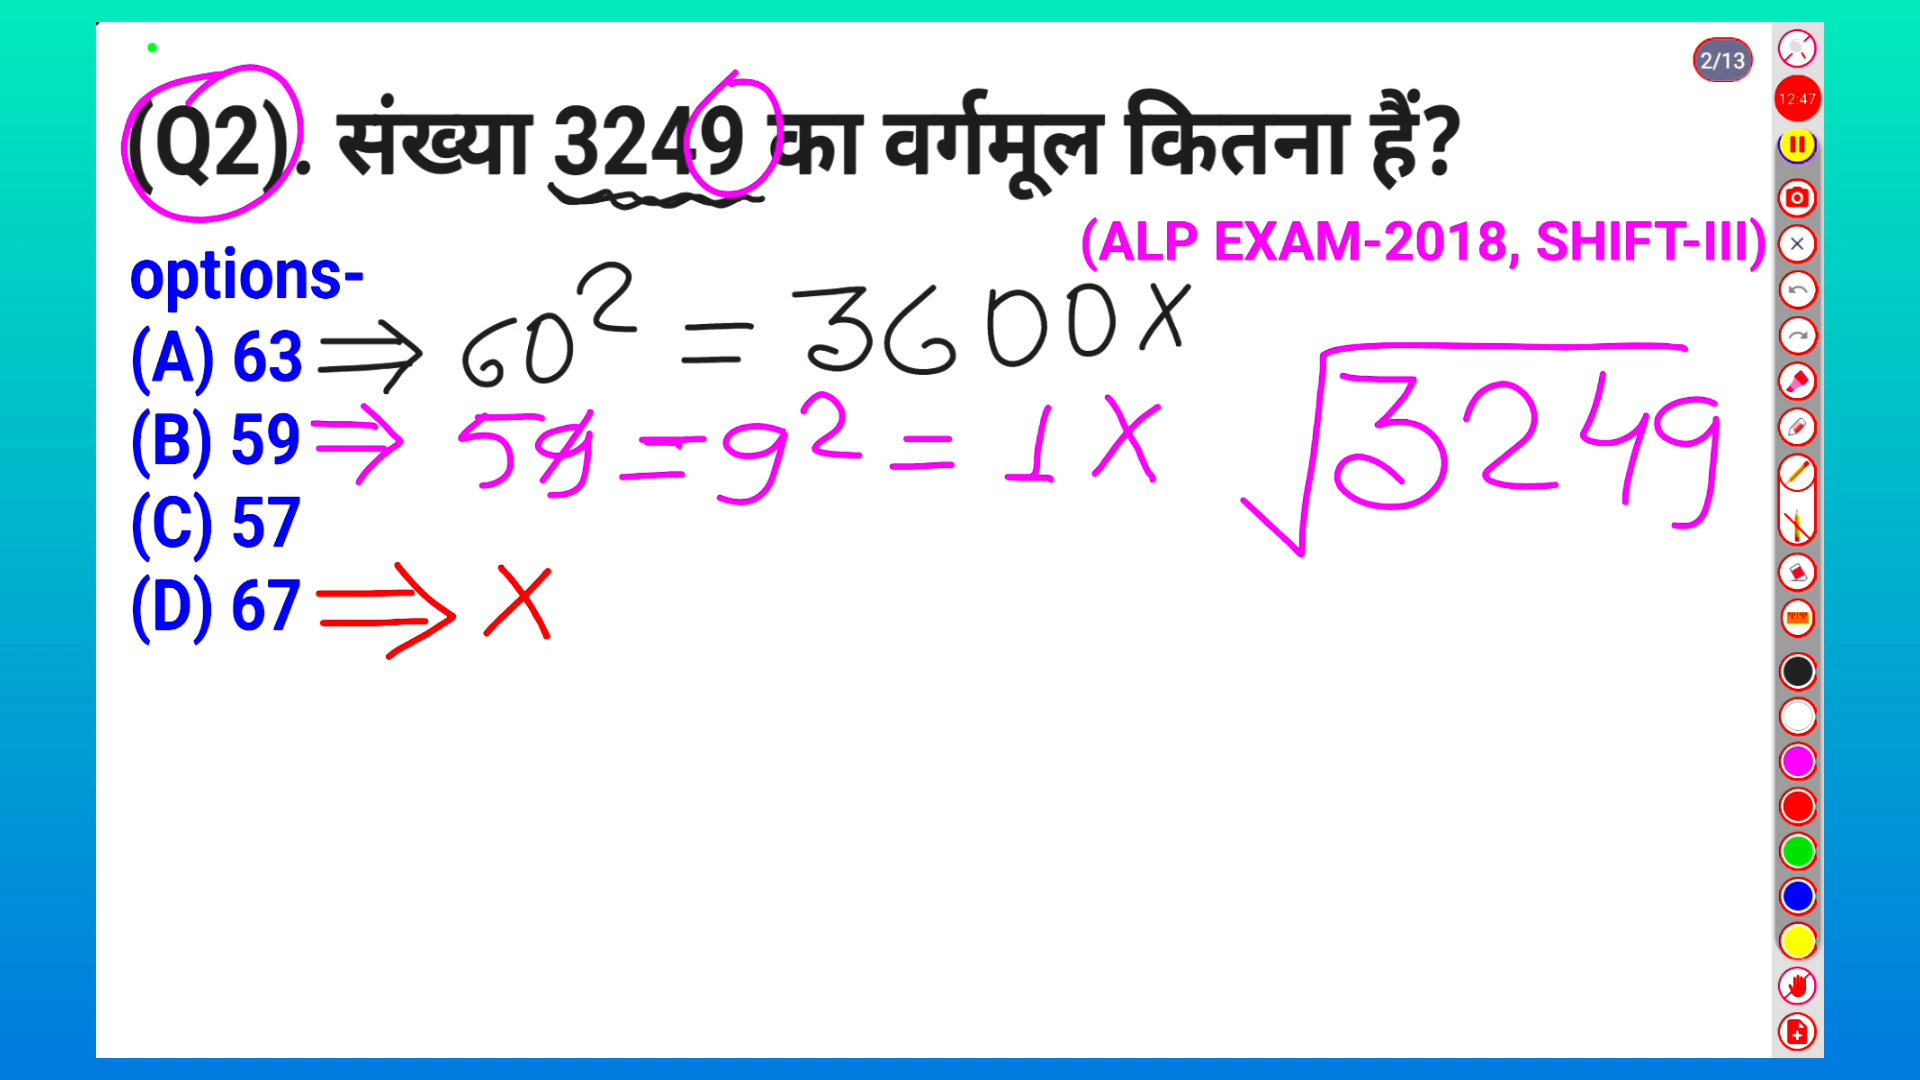 2/13
12:47
(Q2). संख्या 3249 का वर्गमूल कितना हैं?
(ALP EXAM-2018, SHIFT-III)
options-
(A) 63 ⇒ 60² = 3600 X
(B) 59 ⇒ 59 = 9² = 1 X
√3249
(C) 57
(D) 67 ⇒ X